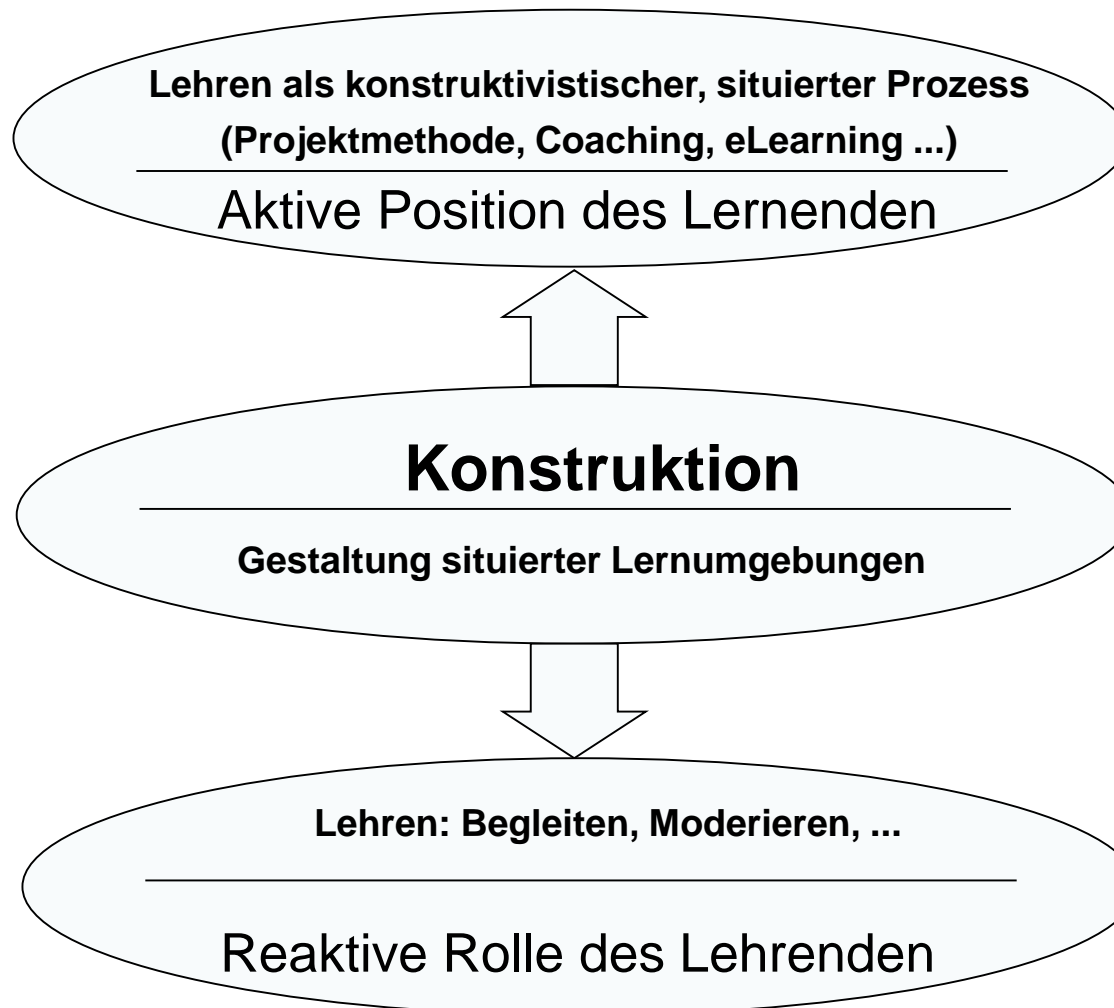 Lehren als konstruktivistischer, situierter Prozess
(Projektmethode, Coaching, eLearning ...)
Aktive Position des Lernenden
Konstruktion
Gestaltung situierter Lernumgebungen
Lehren: Begleiten, Moderieren, ...
Reaktive Rolle des Lehrenden